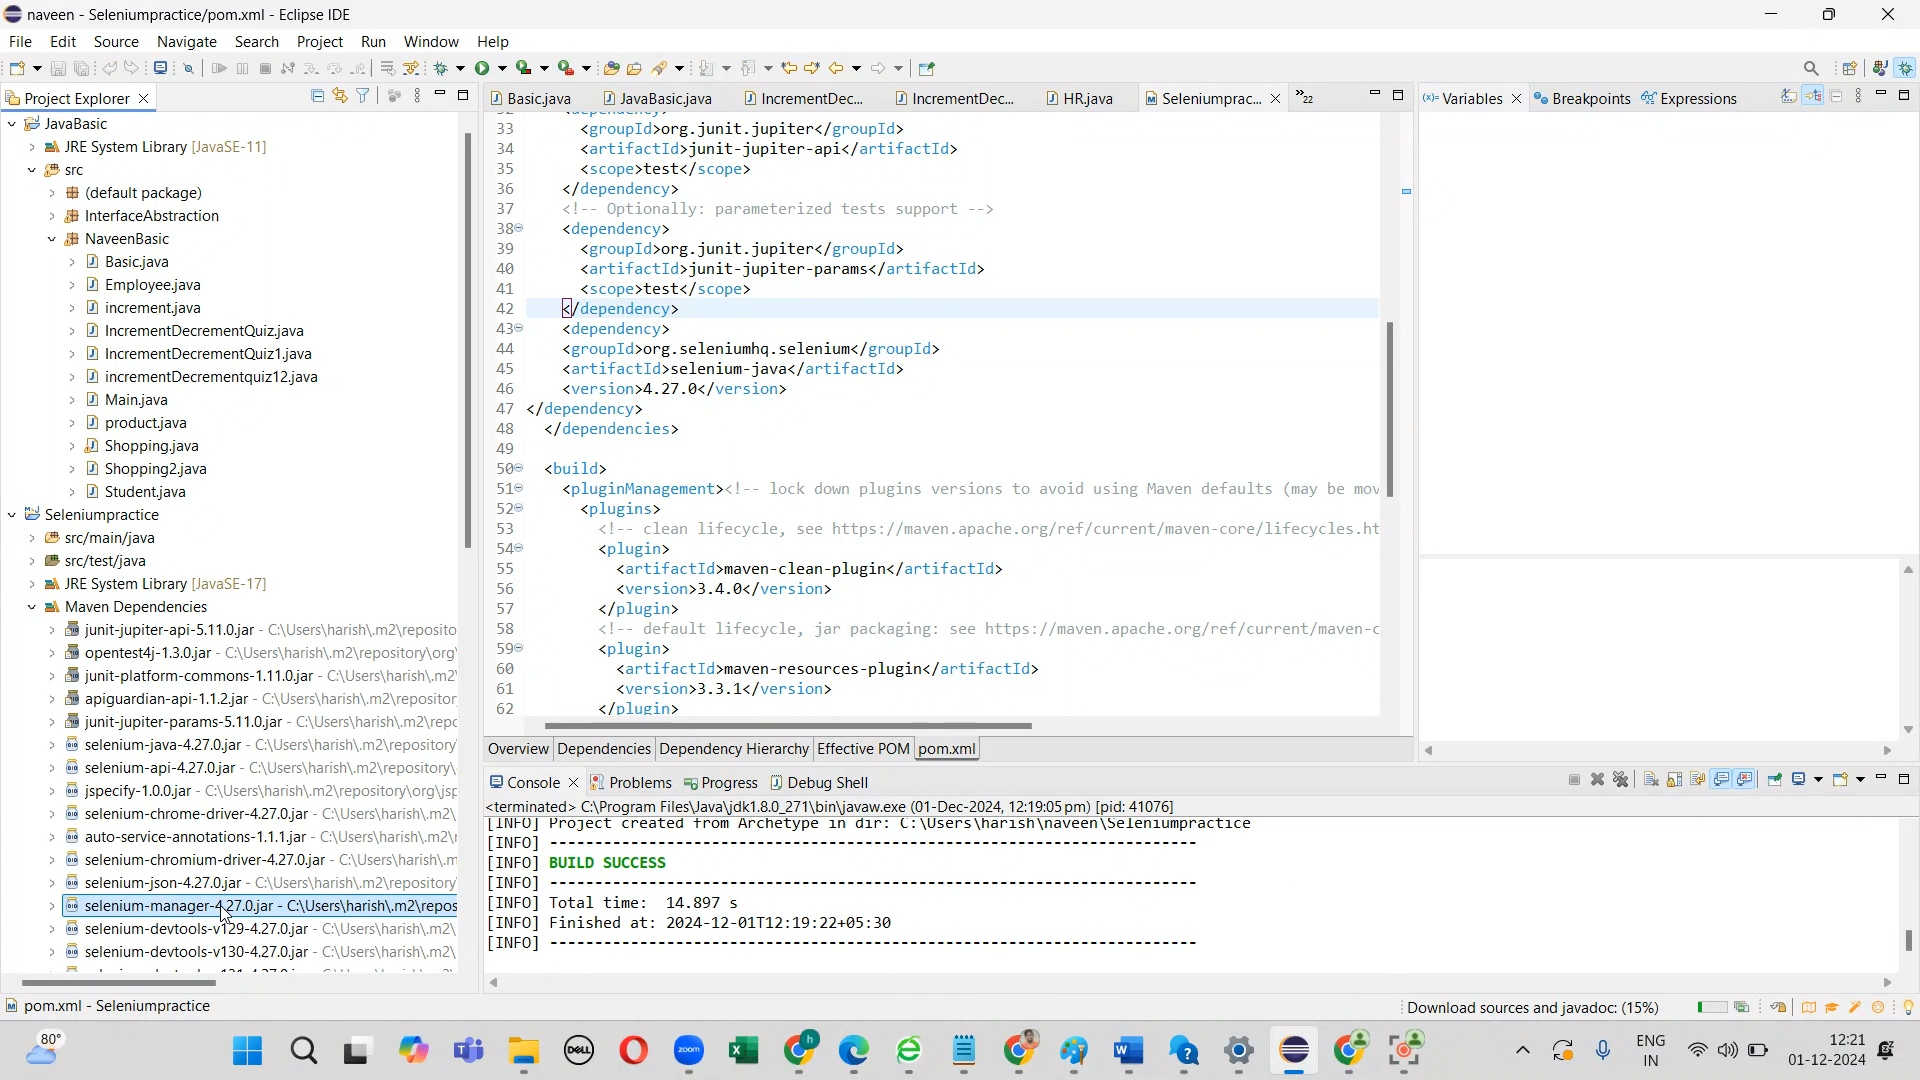 naveen - Seleniumpractice/pom.xml - Eclipse IDE
File Edit Source Navigate Search Project Run Window Help
Project Explorer
JavaBasic
JRE System Library [JavaSE-11]
src
(default package)
InterfaceAbstraction
NaveenBasic
Basic.java
Employee.java
increment.java
IncrementDecrementQuiz.java
IncrementDecrementQuiz1.java
incrementDecrementquiz12.java
Main.java
product.java
Shopping.java
Shopping2.java
Student.java
Seleniumpractice
src/main/java
src/test/java
JRE System Library [JavaSE-17]
Maven Dependencies
junit-jupiter-api-5.11.0.jar - C:\Users\harish\.m2\reposito
opentest4j-1.3.0.jar - C:\Users\harish\.m2\repository\org
junit-platform-commons-1.11.0.jar - C:\Users\harish\.m2
apiguardian-api-1.1.2.jar - C:\Users\harish\.m2\repository
junit-jupiter-params-5.11.0.jar - C:\Users\harish\.m2\repo
selenium-java-4.27.0.jar - C:\Users\harish\.m2\repository
selenium-api-4.27.0.jar - C:\Users\harish\.m2\repository
jspecify-1.0.0.jar - C:\Users\harish\.m2\repository\org\jsp
selenium-chrome-driver-4.27.0.jar - C:\Users\harish\.m2
auto-service-annotations-1.1.1.jar - C:\Users\harish\.m2
selenium-chromium-driver-4.27.0.jar - C:\Users\harish\.m
selenium-json-4.27.0.jar - C:\Users\harish\.m2\repository
selenium-manager-4.27.0.jar - C:\Users\harish\.m2\repos
selenium-devtools-v129-4.27.0.jar - C:\Users\harish\.m2\
selenium-devtools-v130-4.27.0.jar - C:\Users\harish\.m2\
Basic.java JavaBasic.java IncrementDec... IncrementDec... HR.java Seleniumprac... »22
33 <groupId>org.junit.jupiter</groupId>
34 <artifactId>junit-jupiter-api</artifactId>
35 <scope>test</scope>
36 </dependency>
37 <!-- Optionally: parameterized tests support -->
38 <dependency>
39 <groupId>org.junit.jupiter</groupId>
40 <artifactId>junit-jupiter-params</artifactId>
41 <scope>test</scope>
42 </dependency>
43 <dependency>
44 <groupId>org.seleniumhq.selenium</groupId>
45 <artifactId>selenium-java</artifactId>
46 <version>4.27.0</version>
47 </dependency>
48 </dependencies>
49
50 <build>
51 <pluginManagement><!-- lock down plugins versions to avoid using Maven defaults (may be mov
52 <plugins>
53 <!-- clean lifecycle, see https://maven.apache.org/ref/current/maven-core/lifecycles.ht
54 <plugin>
55 <artifactId>maven-clean-plugin</artifactId>
56 <version>3.4.0</version>
57 </plugin>
58 <!-- default lifecycle, jar packaging: see https://maven.apache.org/ref/current/maven-c
59 <plugin>
60 <artifactId>maven-resources-plugin</artifactId>
61 <version>3.3.1</version>
62 </plugin>
Overview Dependencies Dependency Hierarchy Effective POM pom.xml
Variables Breakpoints Expressions
Console Problems Progress Debug Shell
<terminated> C:\Program Files\Java\jdk1.8.0_271\bin\javaw.exe (01-Dec-2024, 12:19:05 pm) [pid: 41076]
[INFO] Project created from Archetype in dir: C:\Users\harish\naveen\Seleniumpractice
[INFO] ------------------------------------------------------------------------
[INFO] BUILD SUCCESS
[INFO] ------------------------------------------------------------------------
[INFO] Total time:  14.897 s
[INFO] Finished at: 2024-12-01T12:19:22+05:30
[INFO] ------------------------------------------------------------------------
pom.xml - Seleniumpractice
Download sources and javadoc: (15%)
80°
DELL
zoom
h
ENG
IN
12:21
01-12-2024